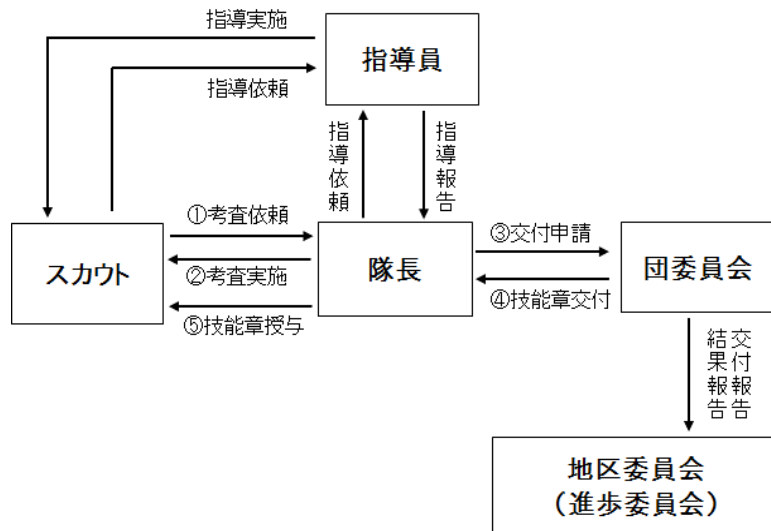 指導実施
指導員
指導依頼
指導依頼
指導報告
①考査依頼
③交付申請
スカウト
隊長
団委員会
②考査実施
④技能章交付
⑤技能章授与
交付報告
結果報告
地区委員会
(進歩委員会)